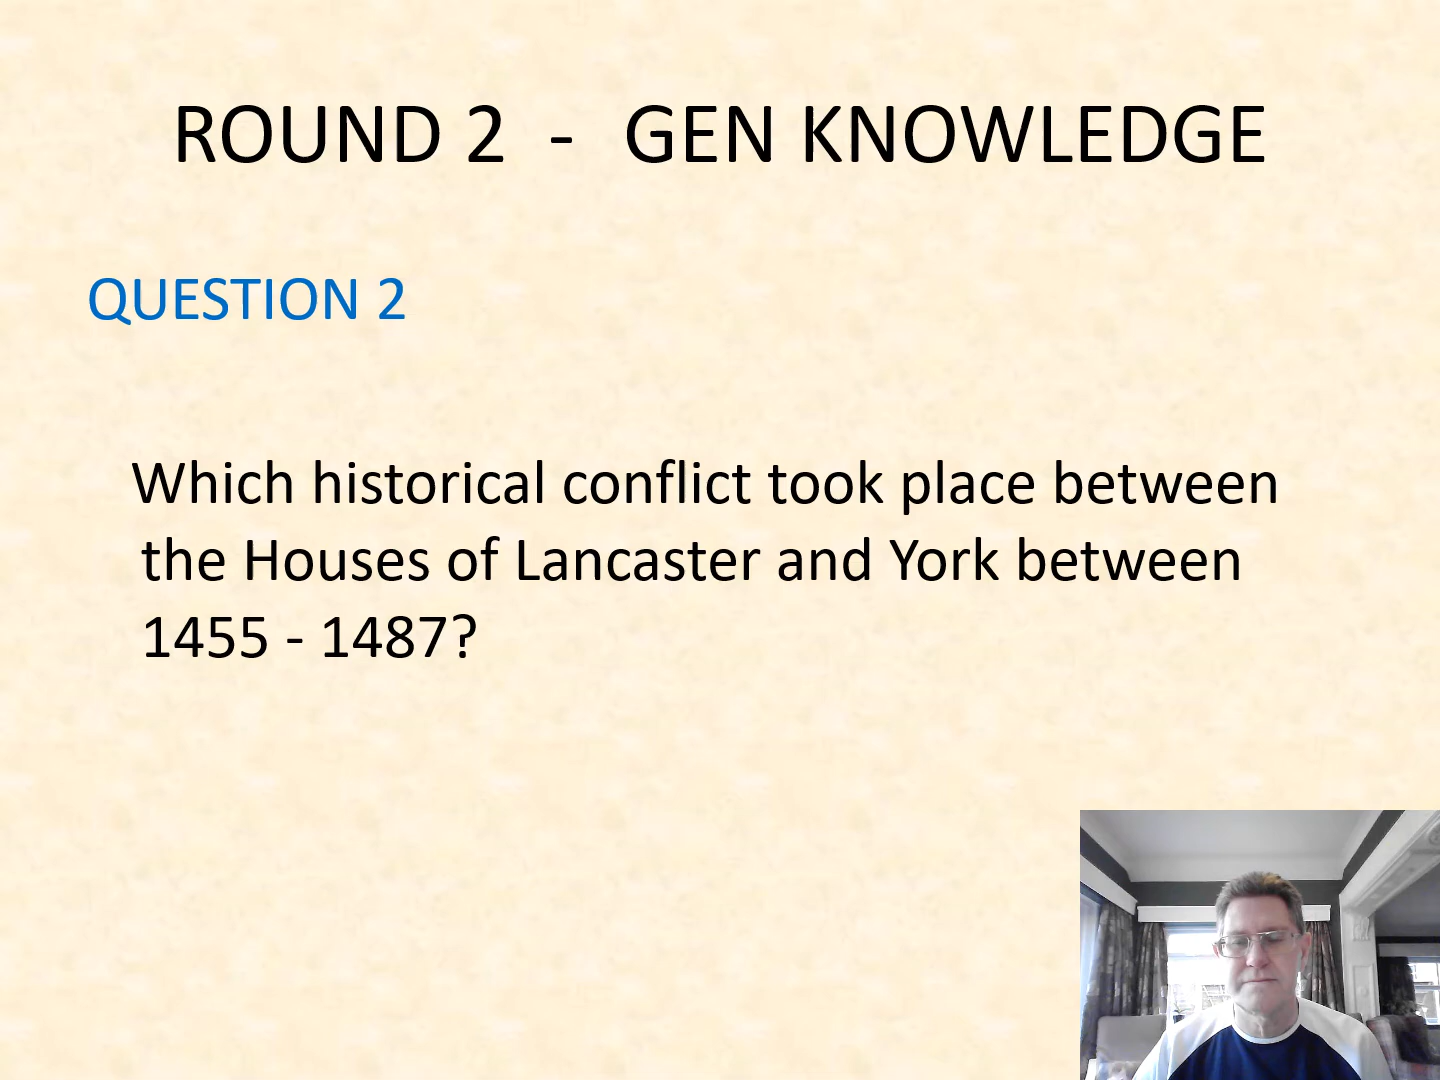 ROUND 2 - GEN KNOWLEDGE
QUESTION 2
Which historical conflict took place between
the Houses of Lancaster and York between
1455 - 1487?